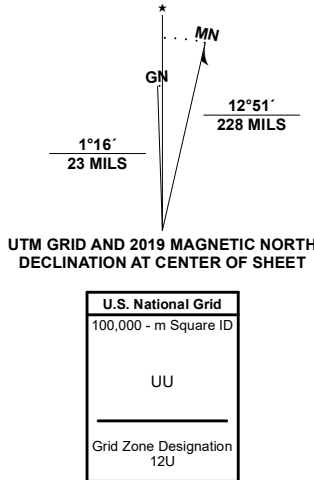 ★
MN
GN
12°51´
228 MILS
1°16´
23 MILS
UTM GRID AND 2019 MAGNETIC NORTH
DECLINATION AT CENTER OF SHEET
U.S. National Grid
100,000 - m Square ID
UU
Grid Zone Designation
12U